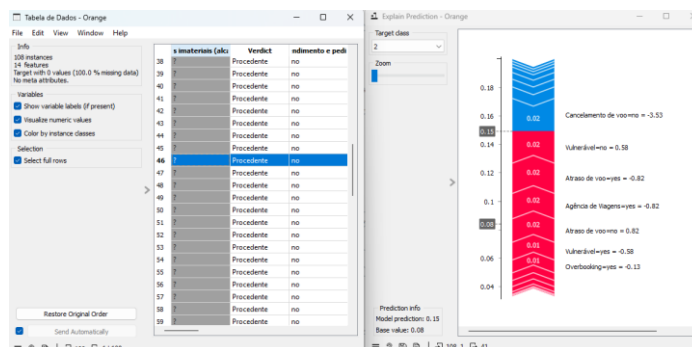 Tabela de Dados - Orange
File Edit View Window Help
Info
108 instances
14 features
Target with 0 values (100.0 % missing data)
No meta attributes.
Variables
Show variable labels (if present)
Visualize numeric values
Color by instance classes
Selection
Select full rows
Restore Original Order
Send Automatically
s imateriais (alca Verdict ndimento e pedi
38 ? Procedente no
39 ? Procedente no
40 ? Procedente no
41 ? Procedente no
42 ? Procedente no
43 ? Procedente no
44 ? Procedente no
45 ? Procedente no
46 ? Procedente no
47 ? Procedente no
48 ? Procedente no
49 ? Procedente no
50 ? Procedente no
51 ? Procedente no
52 ? Procedente no
53 ? Procedente no
54 ? Procedente no
55 ? Procedente no
56 ? Procedente no
57 ? Procedente no
58 ? Procedente no
59 ? Procedente no
Explain Prediction - Orange
Target class
2
Zoom
Prediction info
Model prediction: 0.15
Base value: 0.08
0.18
0.16
0.15
0.14
0.12
0.1
0.08
0.06
0.04
0.02
0.02
0.02
0.02
0.02
0.01
0.01
Cancelamento de voo=no = -3.53
Vulnerável=no = 0.58
Atraso de voo=yes = -0.82
Agência de Viagens=yes = -0.82
Atraso de voo=no = 0.82
Vulnerável=yes = -0.58
Overbooking=yes = -0.13